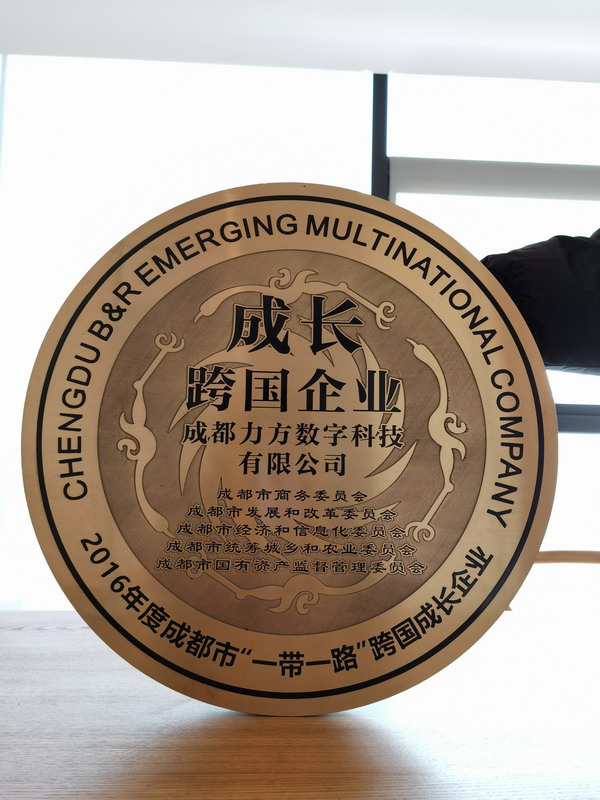 CHENGDU B&R EMERGING MULTINATIONAL COMPANY
成长
跨国企业
成都力方数字科技
有限公司
成都市商务委员会
成都市发展和改革委员会
成都市经济和信息化委员会
成都市统筹城乡和农业委员会
成都市国有资产监督管理委员会
2016年度成都市“一带一路”跨国成长企业